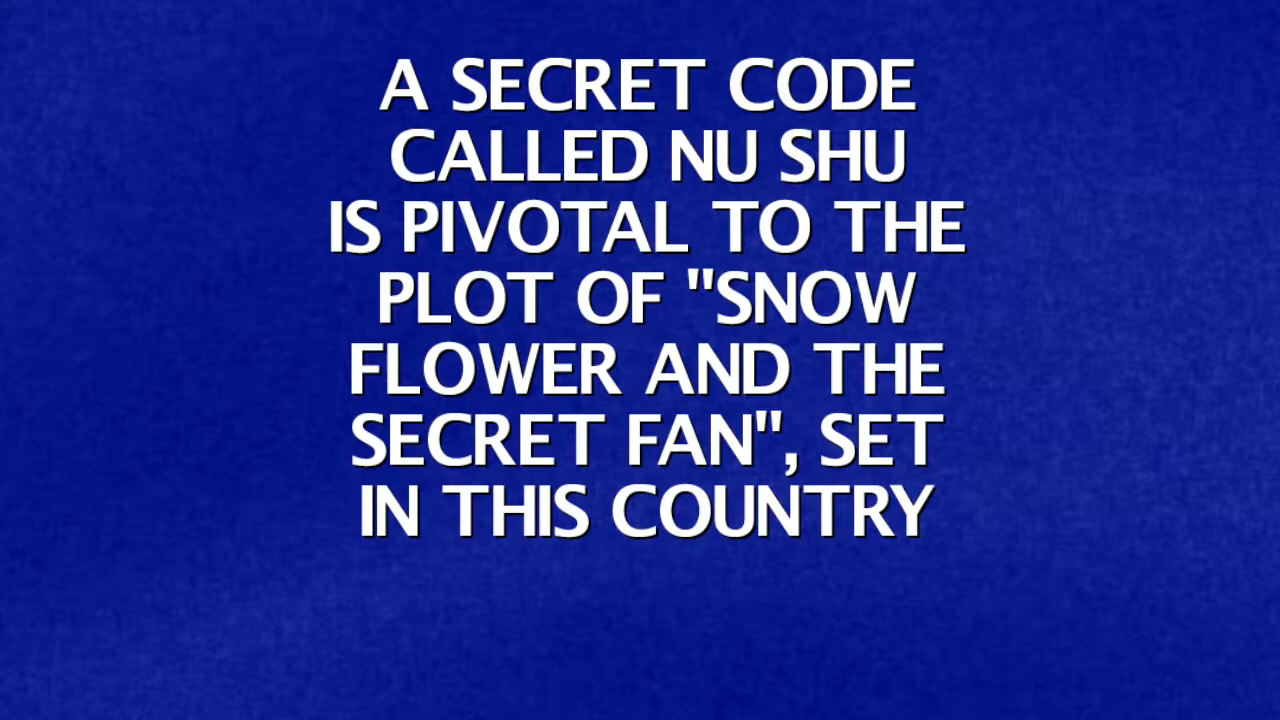 A SECRET CODE
CALLED NU SHU
IS PIVOTAL TO THE
PLOT OF "SNOW
FLOWER AND THE
SECRET FAN", SET
IN THIS COUNTRY